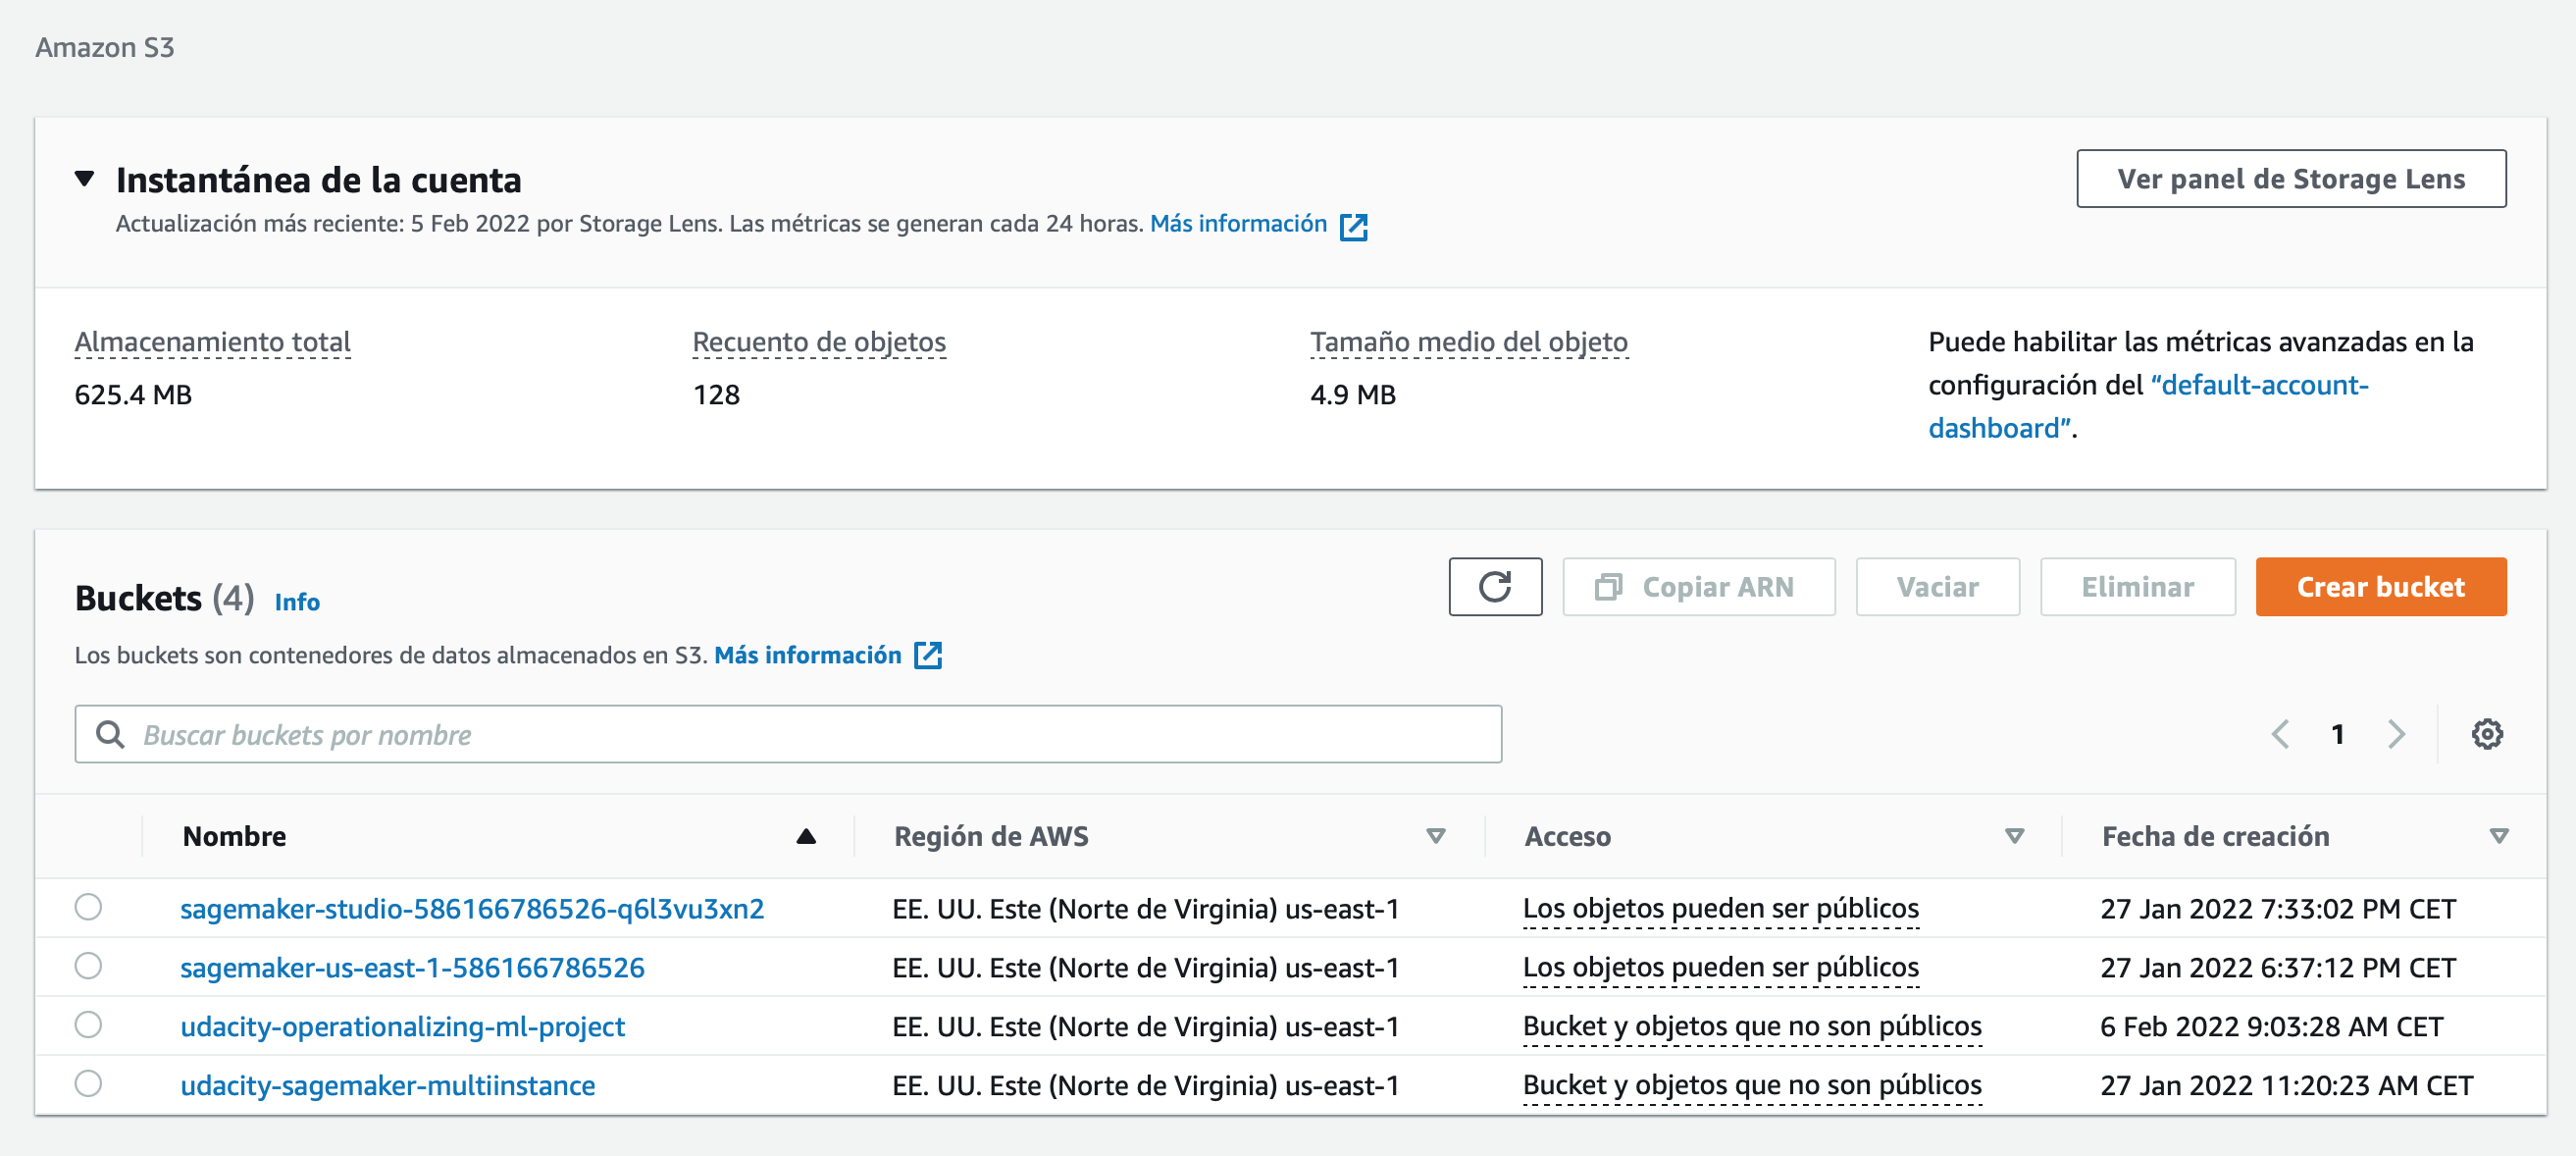 Amazon S3
Instantánea de la cuenta
Ver panel de Storage Lens
Actualización más reciente: 5 Feb 2022 por Storage Lens. Las métricas se generan cada 24 horas. Más información
Almacenamiento total
625.4 MB
Recuento de objetos
128
Tamaño medio del objeto
4.9 MB
Puede habilitar las métricas avanzadas en la
configuración del “default-account-
dashboard”.
Buckets (4) Info
Copiar ARN
Vaciar
Eliminar
Crear bucket
Los buckets son contenedores de datos almacenados en S3. Más información
Buscar buckets por nombre
1
Nombre Región de AWS Acceso Fecha de creación
sagemaker-studio-586166786526-q6l3vu3xn2 EE. UU. Este (Norte de Virginia) us-east-1 Los objetos pueden ser públicos 27 Jan 2022 7:33:02 PM CET
sagemaker-us-east-1-586166786526 EE. UU. Este (Norte de Virginia) us-east-1 Los objetos pueden ser públicos 27 Jan 2022 6:37:12 PM CET
udacity-operationalizing-ml-project EE. UU. Este (Norte de Virginia) us-east-1 Bucket y objetos que no son públicos 6 Feb 2022 9:03:28 AM CET
udacity-sagemaker-multiinstance EE. UU. Este (Norte de Virginia) us-east-1 Bucket y objetos que no son públicos 27 Jan 2022 11:20:23 AM CET